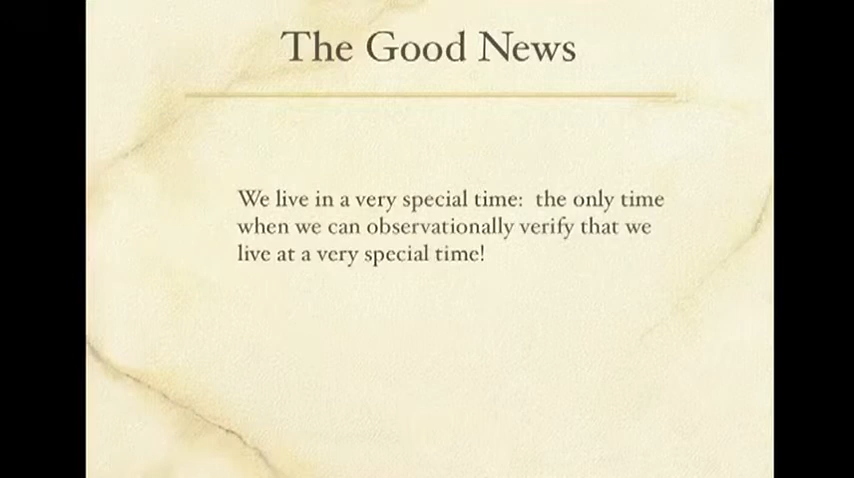 The Good News
We live in a very special time:  the only time
when we can observationally verify that we
live at a very special time!